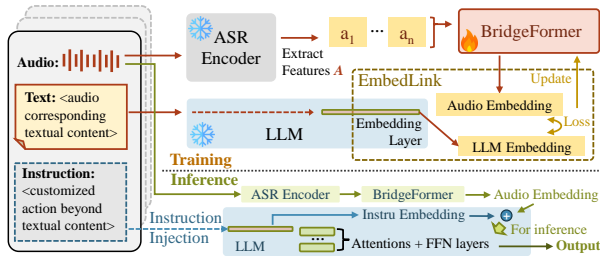 Audio:
Text: <audio
corresponding
textual content>
Instruction:
<customized
action beyond
textual content>
ASR
Encoder
Extract
Features A
a1 ... an
BridgeFormer
EmbedLink
Update
Audio Embedding
Loss
LLM Embedding
LLM
Embedding
Layer
Training
Inference
ASR Encoder
BridgeFormer
Audio Embedding
Instruction
Injection
Instru Embedding
For inference
LLM
...
Attentions + FFN layers
Output